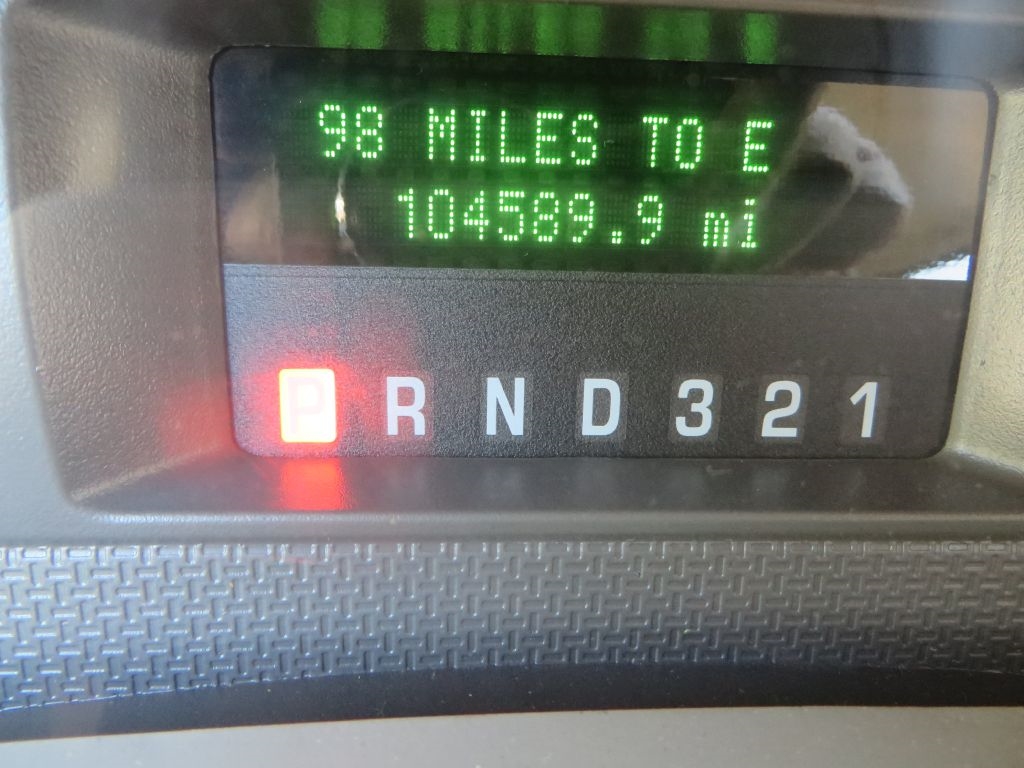 98 MILES TO E
104589.9 mi
P R N D 3 2 1